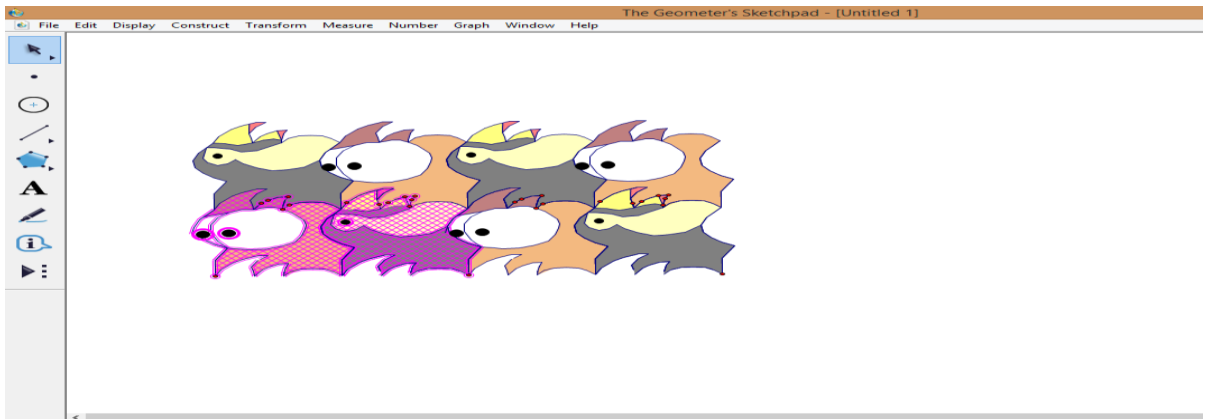 The Geometer's Sketchpad - [Untitled 1]
File Edit Display Construct Transform Measure Number Graph Window Help
A